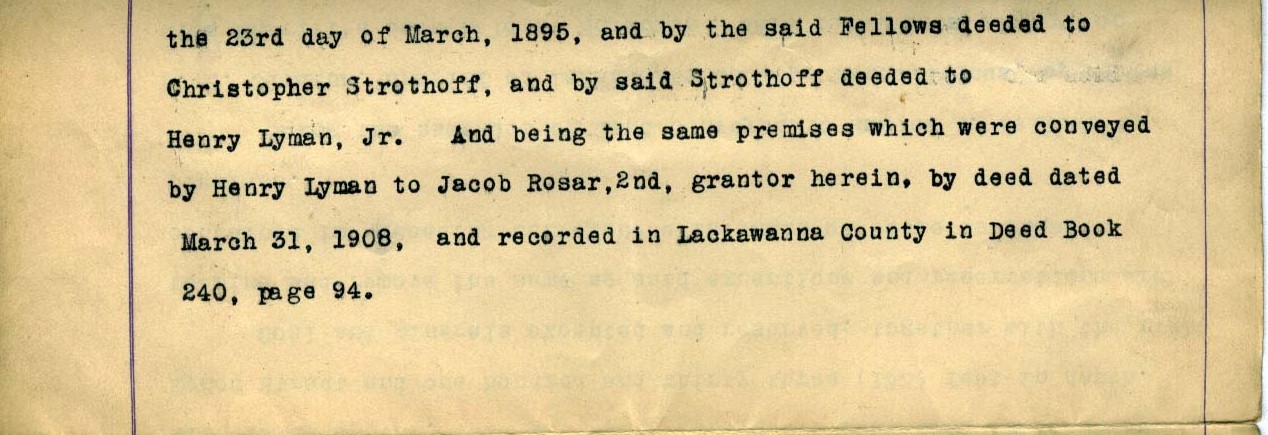 the 23rd day of March, 1895, and by the said Fellows deeded to
Christopher Strothoff, and by said Strothoff deeded to
Henry Lyman, Jr. And being the same premises which were conveyed
by Henry Lyman to Jacob Rosar,2nd, grantor herein, by deed dated
March 31, 1908, and recorded in Lackawanna County in Deed Book
240, page 94.